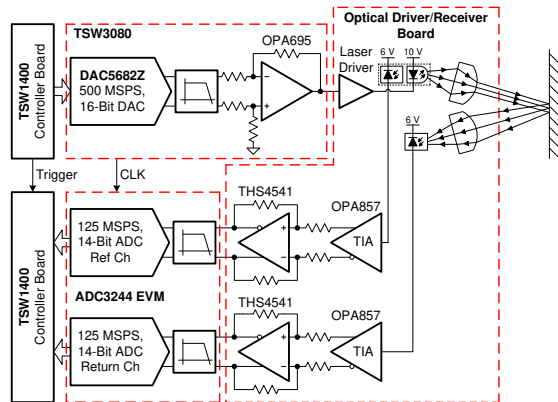 Optical Driver/Receiver
Board
TSW3080
OPA695
Laser
Driver
6 V
10 V
TSW1400
Controller Board
DAC5682Z
500 MSPS,
16-Bit DAC
6 V
Trigger
CLK
TSW1400
Controller Board
125 MSPS,
14-Bit ADC
Ref Ch
THS4541
OPA857
TIA
ADC3244 EVM
125 MSPS,
14-Bit ADC
Return Ch
THS4541
OPA857
TIA